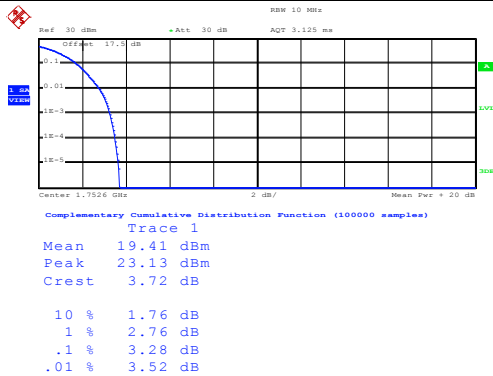 RBW 10 MHz
Ref 30 dBm Att 30 dB AQT 3.125 ms
Offset 17.5 dB
0.1
A
1 SA
VIEW
0.01
1E-3
LVL
1E-4
1E-5
3DB
Center 1.7526 GHz 2 dB/ Mean Pwr + 20 dB
Complementary Cumulative Distribution Function (100000 samples)
Trace 1
Mean 19.41 dBm
Peak 23.13 dBm
Crest 3.72 dB
10 % 1.76 dB
1 % 2.76 dB
.1 % 3.28 dB
.01 % 3.52 dB